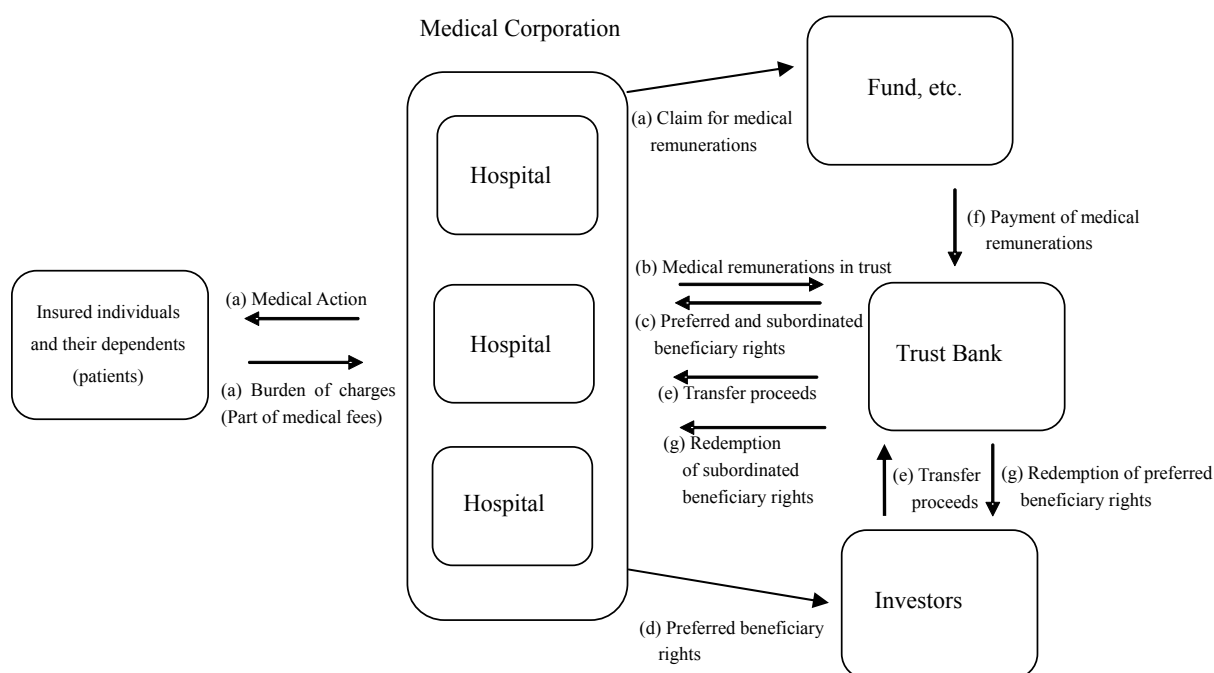 Medical Corporation
Fund, etc.
(a) Claim for medical
remunerations
Hospital
(f) Payment of medical
remunerations
(b) Medical remunerations in trust
(a) Medical Action
Insured individuals
and their dependents
(patients)
(c) Preferred and subordinated
beneficiary rights
Hospital
Trust Bank
(a) Burden of charges
(Part of medical fees)
(e) Transfer proceeds
(g) Redemption
of subordinated
beneficiary rights
(e) Transfer
proceeds
(g) Redemption of preferred
beneficiary rights
Hospital
Investors
(d) Preferred beneficiary
rights